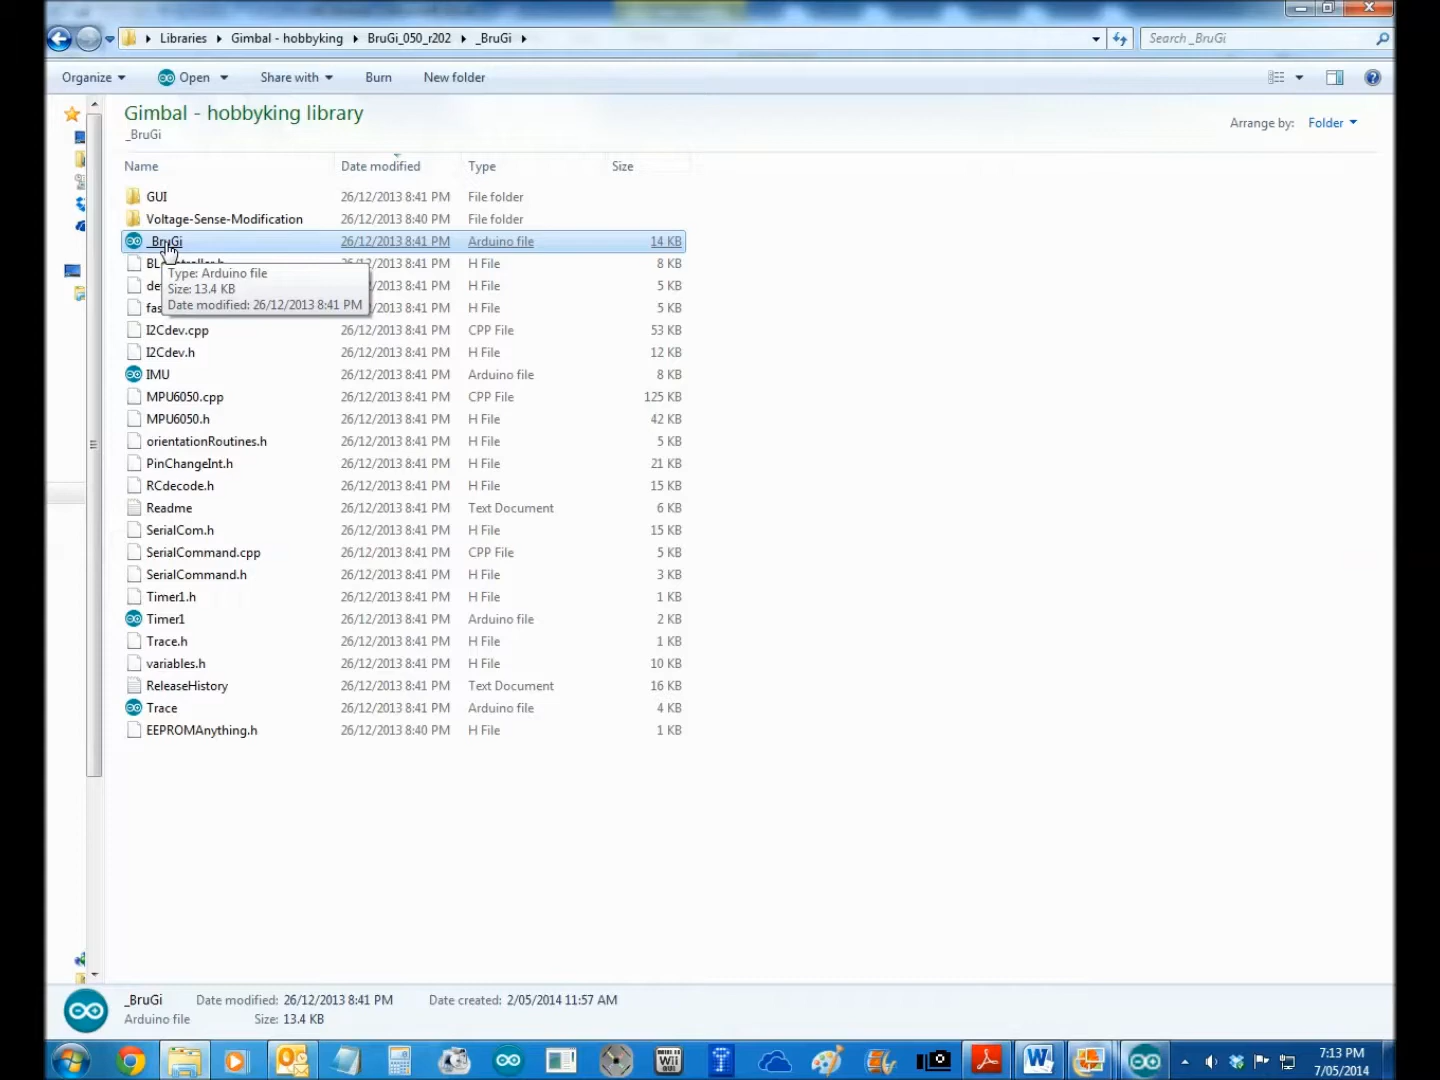 Libraries Gimbal - hobbyking BruGi_050_r202 _BruGi Search _BruGi
Organize Open Share with Burn New folder
Gimbal - hobbyking library
_BruGi
Arrange by: Folder
Name Date modified Type Size
GUI 26/12/2013 8:41 PM File folder
Voltage-Sense-Modification 26/12/2013 8:40 PM File folder
_BruGi 26/12/2013 8:41 PM Arduino file 14 KB
26/12/2013 8:41 PM H File 8 KB
Type: Arduino file
Size: 13.4 KB
Date modified: 26/12/2013 8:41 PM
26/12/2013 8:41 PM H File 5 KB
26/12/2013 8:41 PM H File 5 KB
I2Cdev.cpp 26/12/2013 8:41 PM CPP File 53 KB
I2Cdev.h 26/12/2013 8:41 PM H File 12 KB
IMU 26/12/2013 8:41 PM Arduino file 8 KB
MPU6050.cpp 26/12/2013 8:41 PM CPP File 125 KB
MPU6050.h 26/12/2013 8:41 PM H File 42 KB
orientationRoutines.h 26/12/2013 8:41 PM H File 5 KB
PinChangeInt.h 26/12/2013 8:41 PM H File 21 KB
RCdecode.h 26/12/2013 8:41 PM H File 15 KB
Readme 26/12/2013 8:41 PM Text Document 6 KB
SerialCom.h 26/12/2013 8:41 PM H File 15 KB
SerialCommand.cpp 26/12/2013 8:41 PM CPP File 5 KB
SerialCommand.h 26/12/2013 8:41 PM H File 3 KB
Timer1.h 26/12/2013 8:41 PM H File 1 KB
Timer1 26/12/2013 8:41 PM Arduino file 2 KB
Trace.h 26/12/2013 8:41 PM H File 1 KB
variables.h 26/12/2013 8:41 PM H File 10 KB
ReleaseHistory 26/12/2013 8:41 PM Text Document 16 KB
Trace 26/12/2013 8:41 PM Arduino file 4 KB
EEPROMAnything.h 26/12/2013 8:40 PM H File 1 KB
_BruGi Date modified: 26/12/2013 8:41 PM Date created: 2/05/2014 11:57 AM
Arduino file Size: 13.4 KB
7:13 PM
7/05/2014